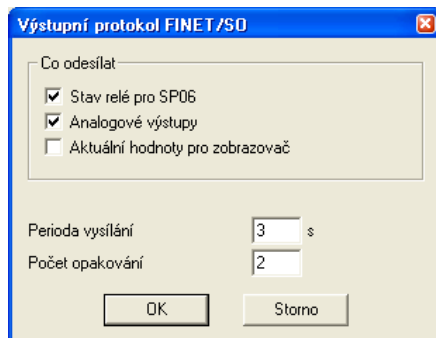 Výstupní protokol FINET/SO
Co odesílat
Stav relé pro SP06
Analogové výstupy
Aktuální hodnoty pro zobrazovač
Perioda vysílání 3 s
Počet opakování 2
OK Storno